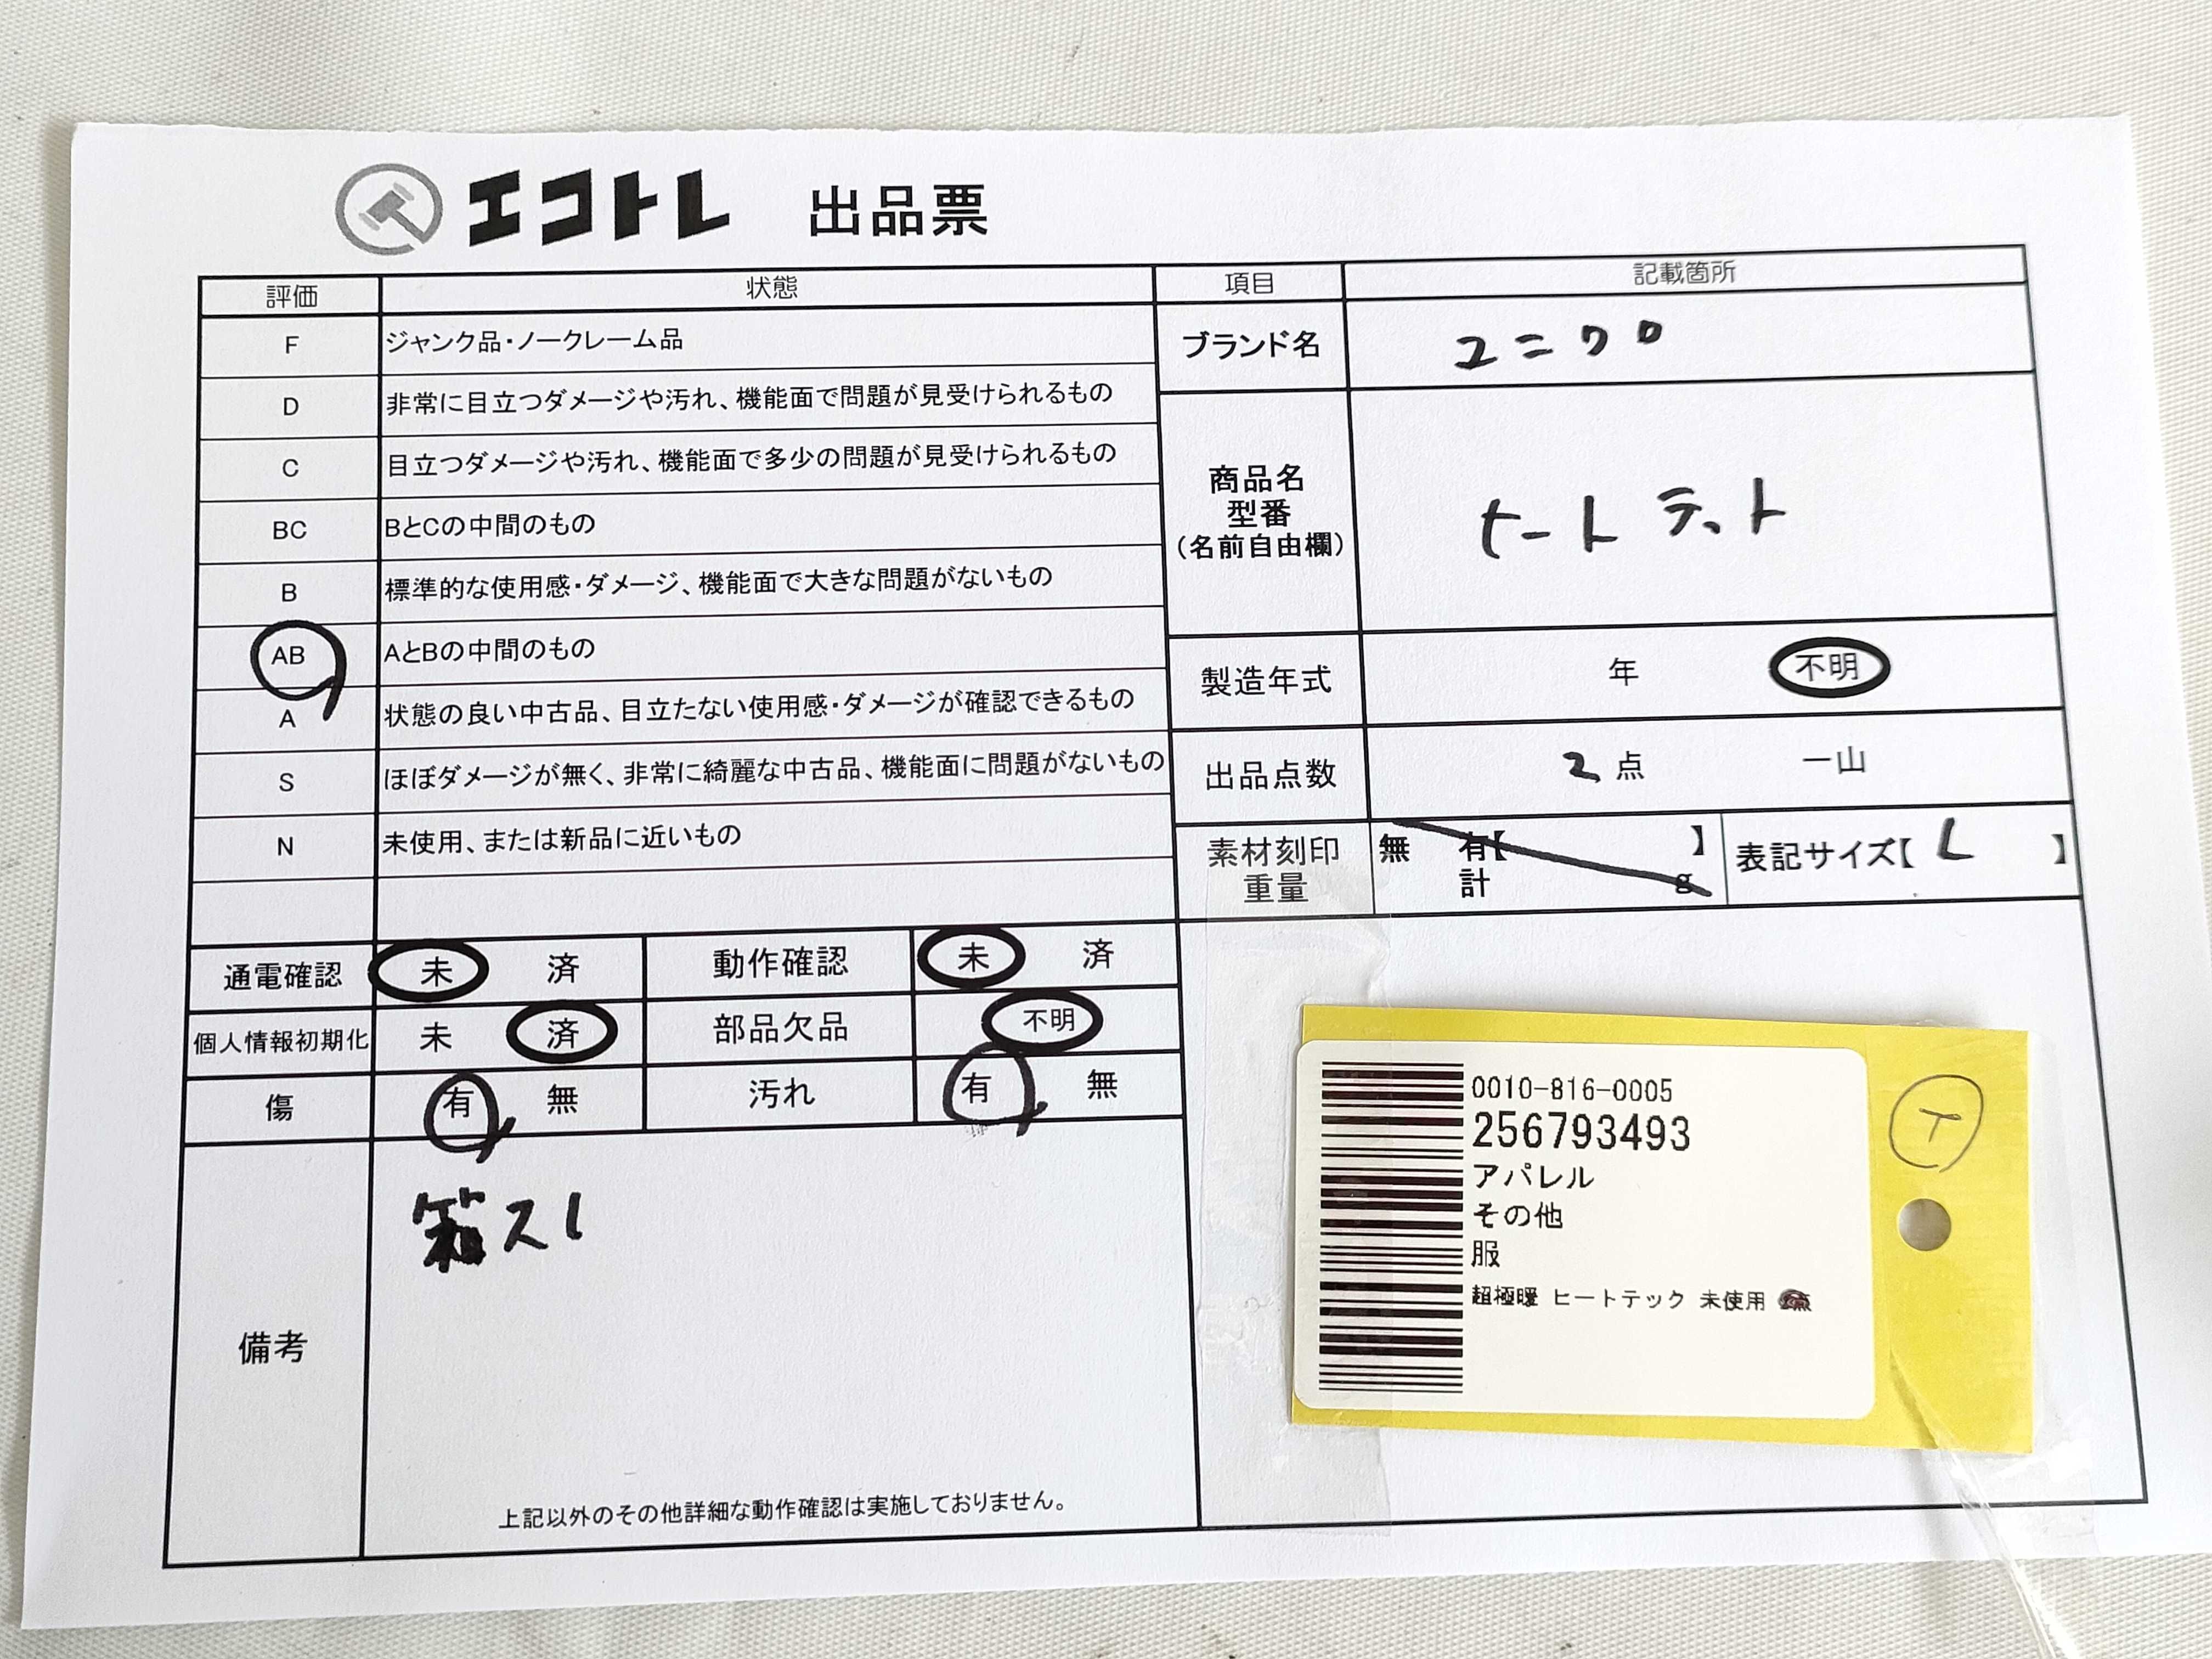 エコトレ 出品票
評価 状態 項目 記載箇所
F ジャンク品・ノークレーム品
D 非常に目立つダメージや汚れ、機能面で問題が見受けられるもの
C 目立つダメージや汚れ、機能面で多少の問題が見受けられるもの
BC BとCの中間のもの
B 標準的な使用感・ダメージ、機能面で大きな問題がないもの
AB AとBの中間のもの
A 状態の良い中古品、目立たない使用感・ダメージが確認できるもの
S ほぼダメージが無く、非常に綺麗な中古品、機能面に問題がないもの
N 未使用、または新品に近いもの
ブランド名 ユニクロ
商品名
型番
(名前自由欄)
製造年式 年 不明
出品点数 2 点 一山
素材刻印 無 有【 】
重量 計 g
表記サイズ【 L 】
通電確認 未 済 動作確認 未 済
個人情報初期化 未 済 部品欠品 不明
傷 有 無 汚れ 有 無
備考
箱スレ
上記以外のその他詳細な動作確認は実施しておりません。
0010-816-0005
256793493
アパレル
その他
服
超極暖 ヒートテック 未使用